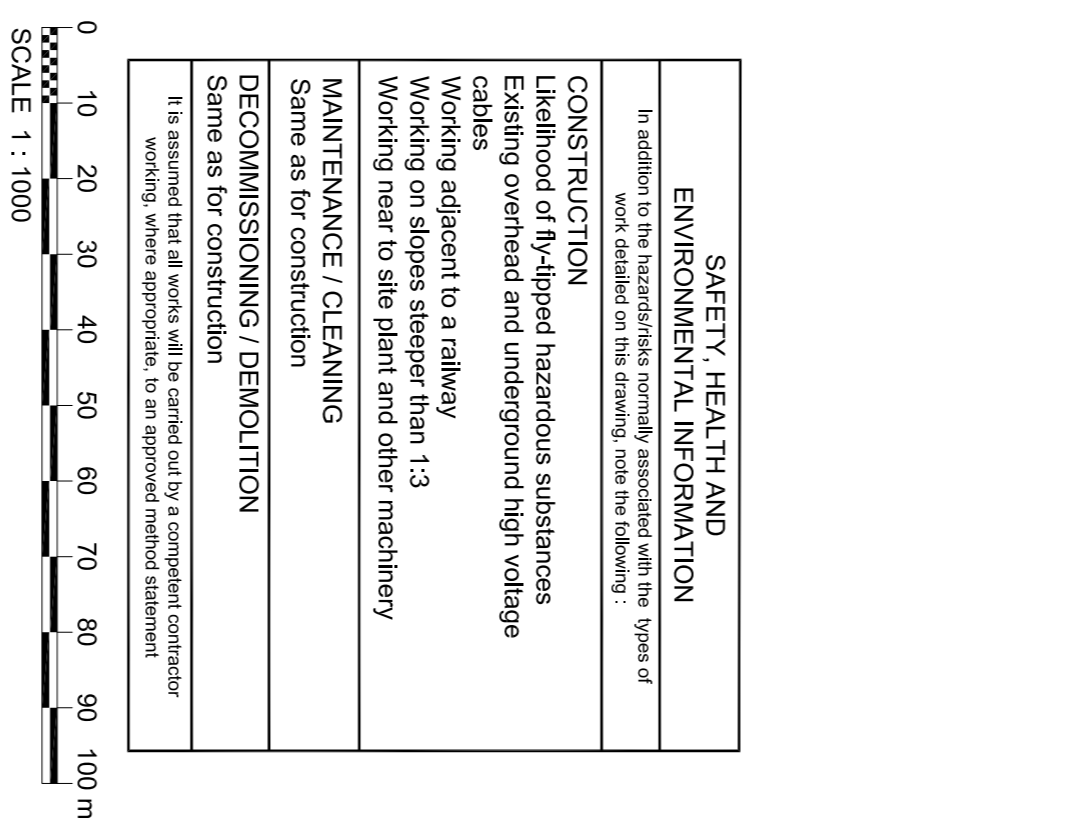 SAFETY, HEALTH AND
ENVIRONMENTAL INFORMATION
In addition to the hazards/risks normally associated with the types of
work detailed on this drawing, note the following :
CONSTRUCTION
Likelihood of fly-tipped hazardous substances
Existing overhead and underground high voltage
cables
Working adjacent to a railway
Working on slopes steeper than 1:3
Working near to site plant and other machinery
MAINTENANCE / CLEANING
Same as for construction
DECOMMISSIONING / DEMOLITION
Same as for construction
It is assumed that all works will be carried out by a competent contractor
working, where appropriate, to an approved method statement
0 10 20 30 40 50 60 70 80 90 100 m
SCALE 1 : 1000